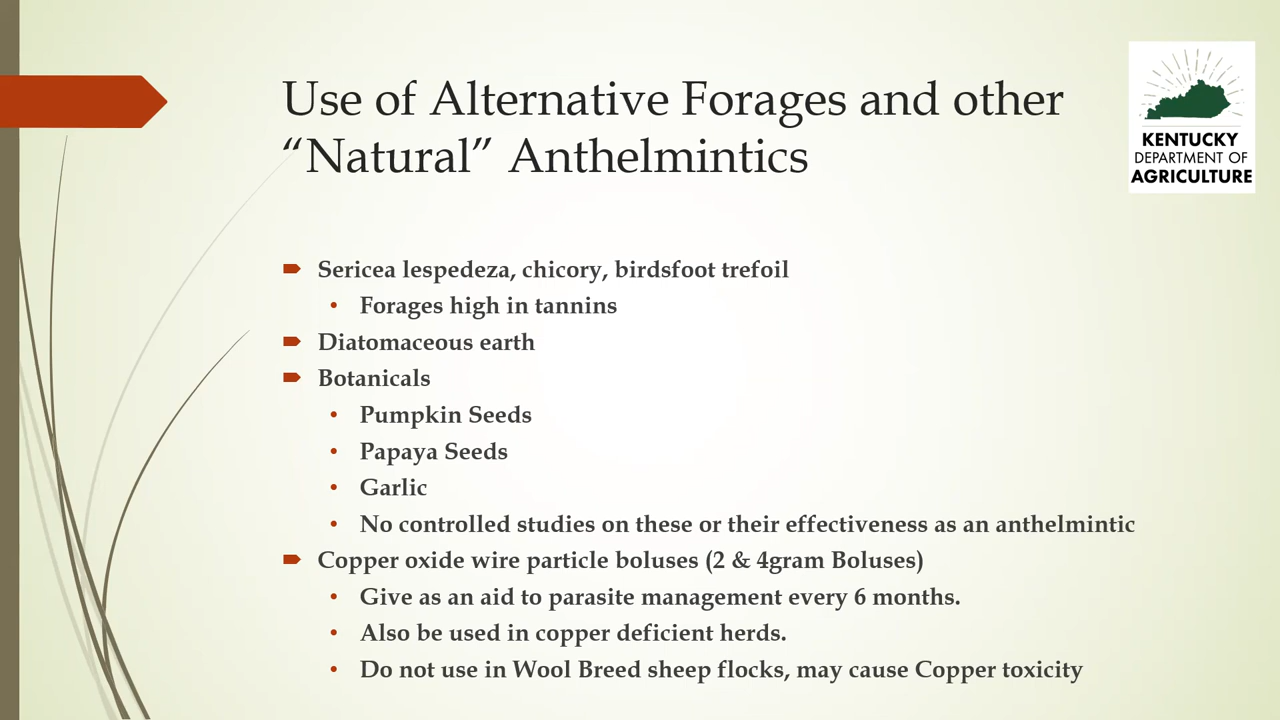 Use of Alternative Forages and other
“Natural” Anthelmintics
KENTUCKY
DEPARTMENT OF
AGRICULTURE
Sericea lespedeza, chicory, birdsfoot trefoil
Forages high in tannins
Diatomaceous earth
Botanicals
Pumpkin Seeds
Papaya Seeds
Garlic
No controlled studies on these or their effectiveness as an anthelmintic
Copper oxide wire particle boluses (2 & 4gram Boluses)
Give as an aid to parasite management every 6 months.
Also be used in copper deficient herds.
Do not use in Wool Breed sheep flocks, may cause Copper toxicity